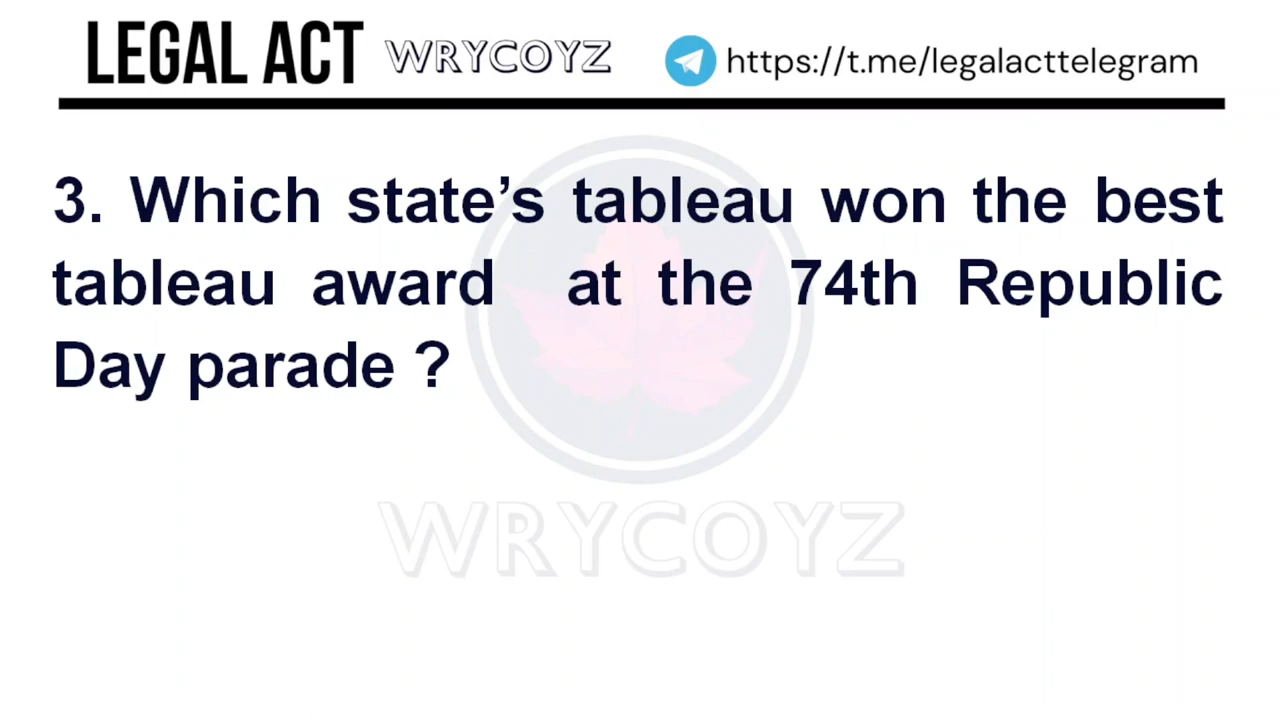 LEGAL ACT WRYCOYZ https://t.me/legalacttelegram
3. Which state’s tableau won the best
tableau award at the 74th Republic
Day parade ?
WRYCOYZ